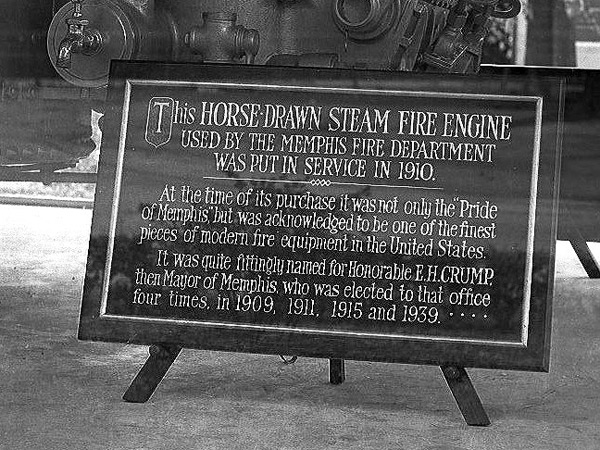 This HORSE-DRAWN STEAM FIRE ENGINE
USED BY THE MEMPHIS FIRE DEPARTMENT
WAS PUT IN SERVICE IN 1910.
At the time of its purchase it was not only the "Pride
of Memphis," but was acknowledged to be one of the finest
pieces of modern fire equipment in the United States.
It was quite fittingly named for Honorable E.H. CRUMP,
then Mayor of Memphis, who was elected to that office
four times, in 1909, 1911, 1915 and 1939. . . . .